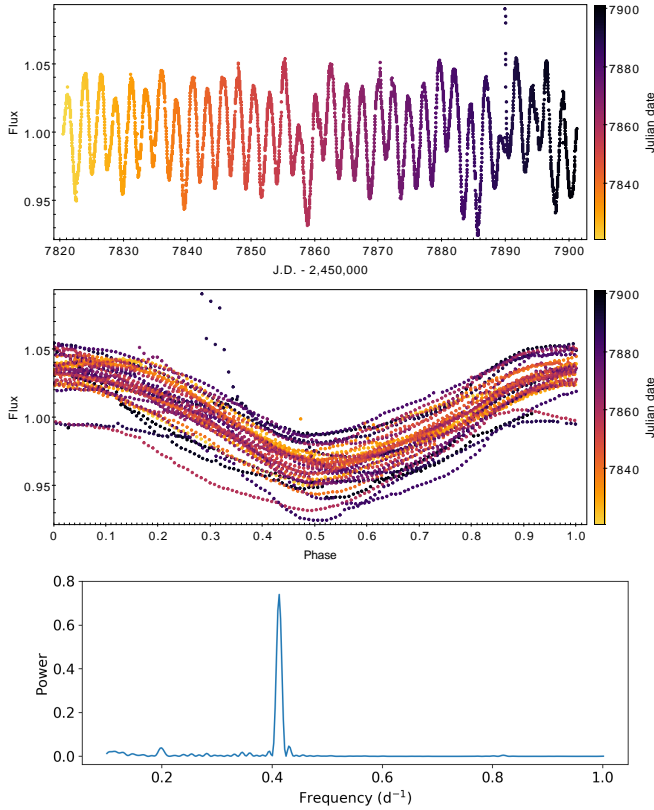 1.05
1.00
0.95
Flux
7820 7830 7840 7850 7860 7870 7880 7890 7900
J.D. - 2,450,000
7900
7880
7860
7840
Julian date
1.05
1.00
0.95
Flux
0 0.1 0.2 0.3 0.4 0.5 0.6 0.7 0.8 0.9 1.0
Phase
7900
7880
7860
7840
Julian date
0.8
0.6
0.4
0.2
0.0
Power
0.2 0.4 0.6 0.8 1.0
Frequency (d⁻¹)